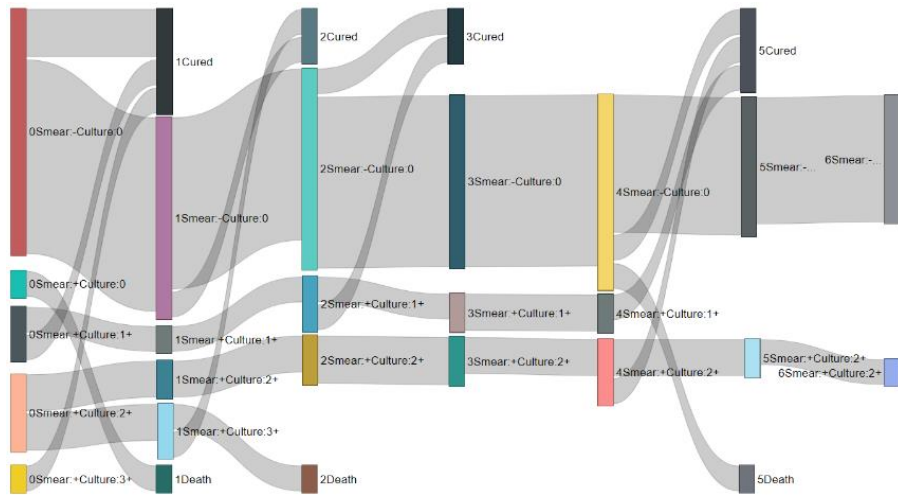 0Smear:-Culture:0
0Smear:+Culture:0
0Smear:+Culture:1+
0Smear:+Culture:2+
0Smear:+Culture:3+
1Cured
1Smear:-Culture:0
1Smear:+Culture:1+
1Smear:+Culture:2+
1Smear:+Culture:3+
1Death
2Cured
2Smear:-Culture:0
2Smear:+Culture:1+
2Smear:+Culture:2+
2Death
3Cured
3Smear:-Culture:0
3Smear:+Culture:1+
3Smear:+Culture:2+
4Smear:-Culture:0
4Smear:+Culture:1+
4Smear:+Culture:2+
5Cured
5Smear:-...
5Smear:+Culture:2+
5Death
6Smear:-...
6Smear:+Culture:2+